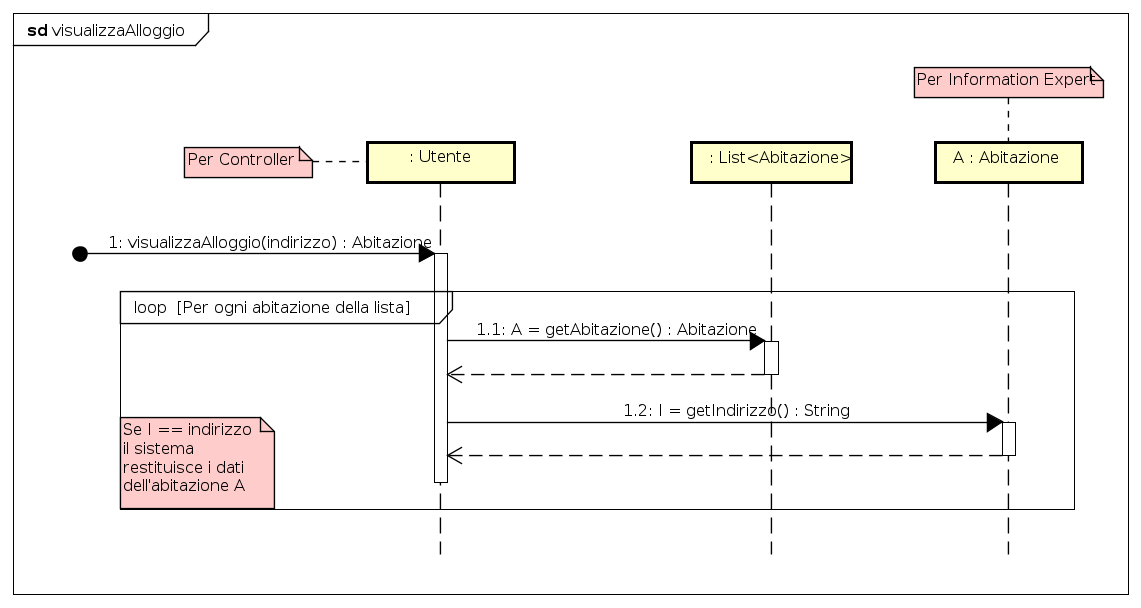 sd visualizzaAlloggio
Per Information Expert
Per Controller
: Utente
: List<Abitazione>
A : Abitazione
1: visualizzaAlloggio(indirizzo) : Abitazione
loop [Per ogni abitazione della lista]
1.1: A = getAbitazione() : Abitazione
1.2: I = getIndirizzo() : String
Se I == indirizzo
il sistema
restituisce i dati
dell'abitazione A